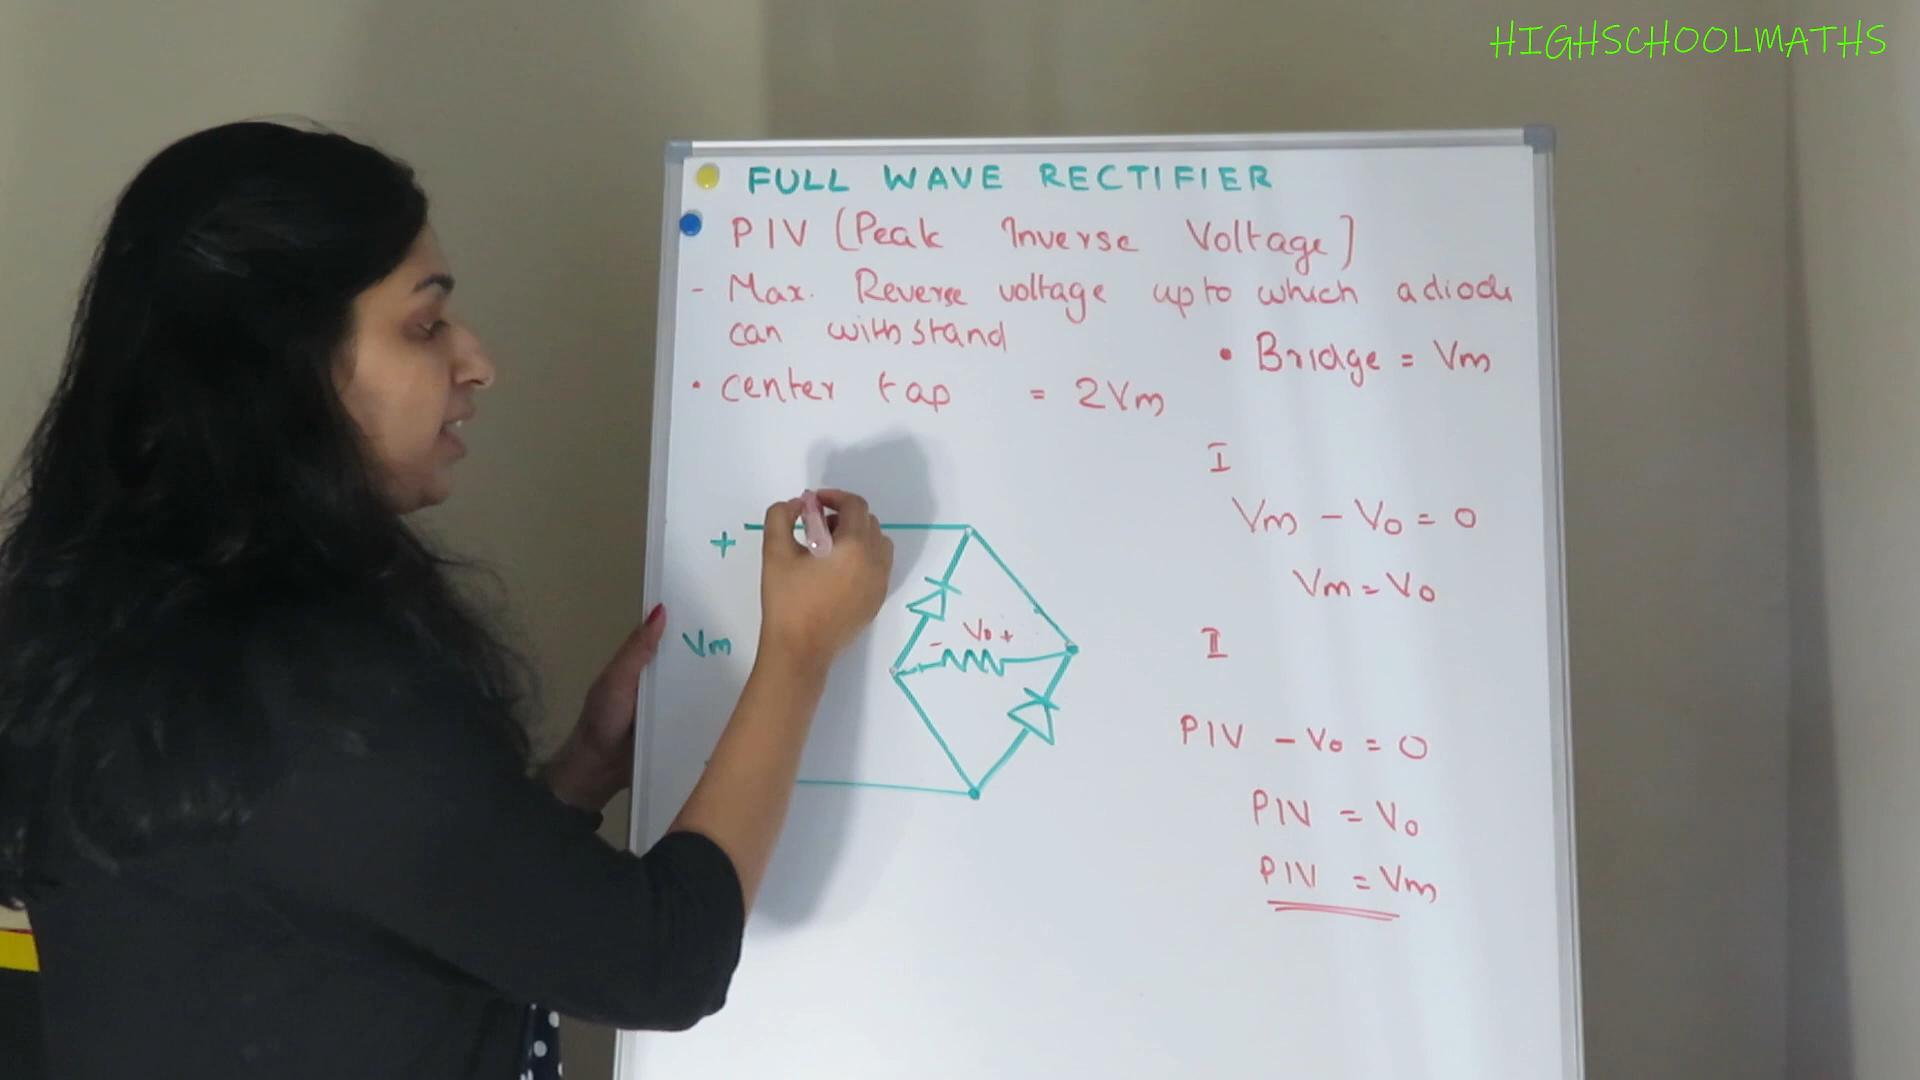 HIGHSCHOOLMATHS
FULL WAVE RECTIFIER
PIV (Peak Inverse Voltage]
- Max. Reverse voltage upto which a diode
can withstand
• Bridge = Vm
• Center tap = 2Vm
I
Vm - Vo = 0
Vm = Vo
+
- Vo +
Vm
II
PIV - Vo = 0
PIV = Vo
PIV = Vm